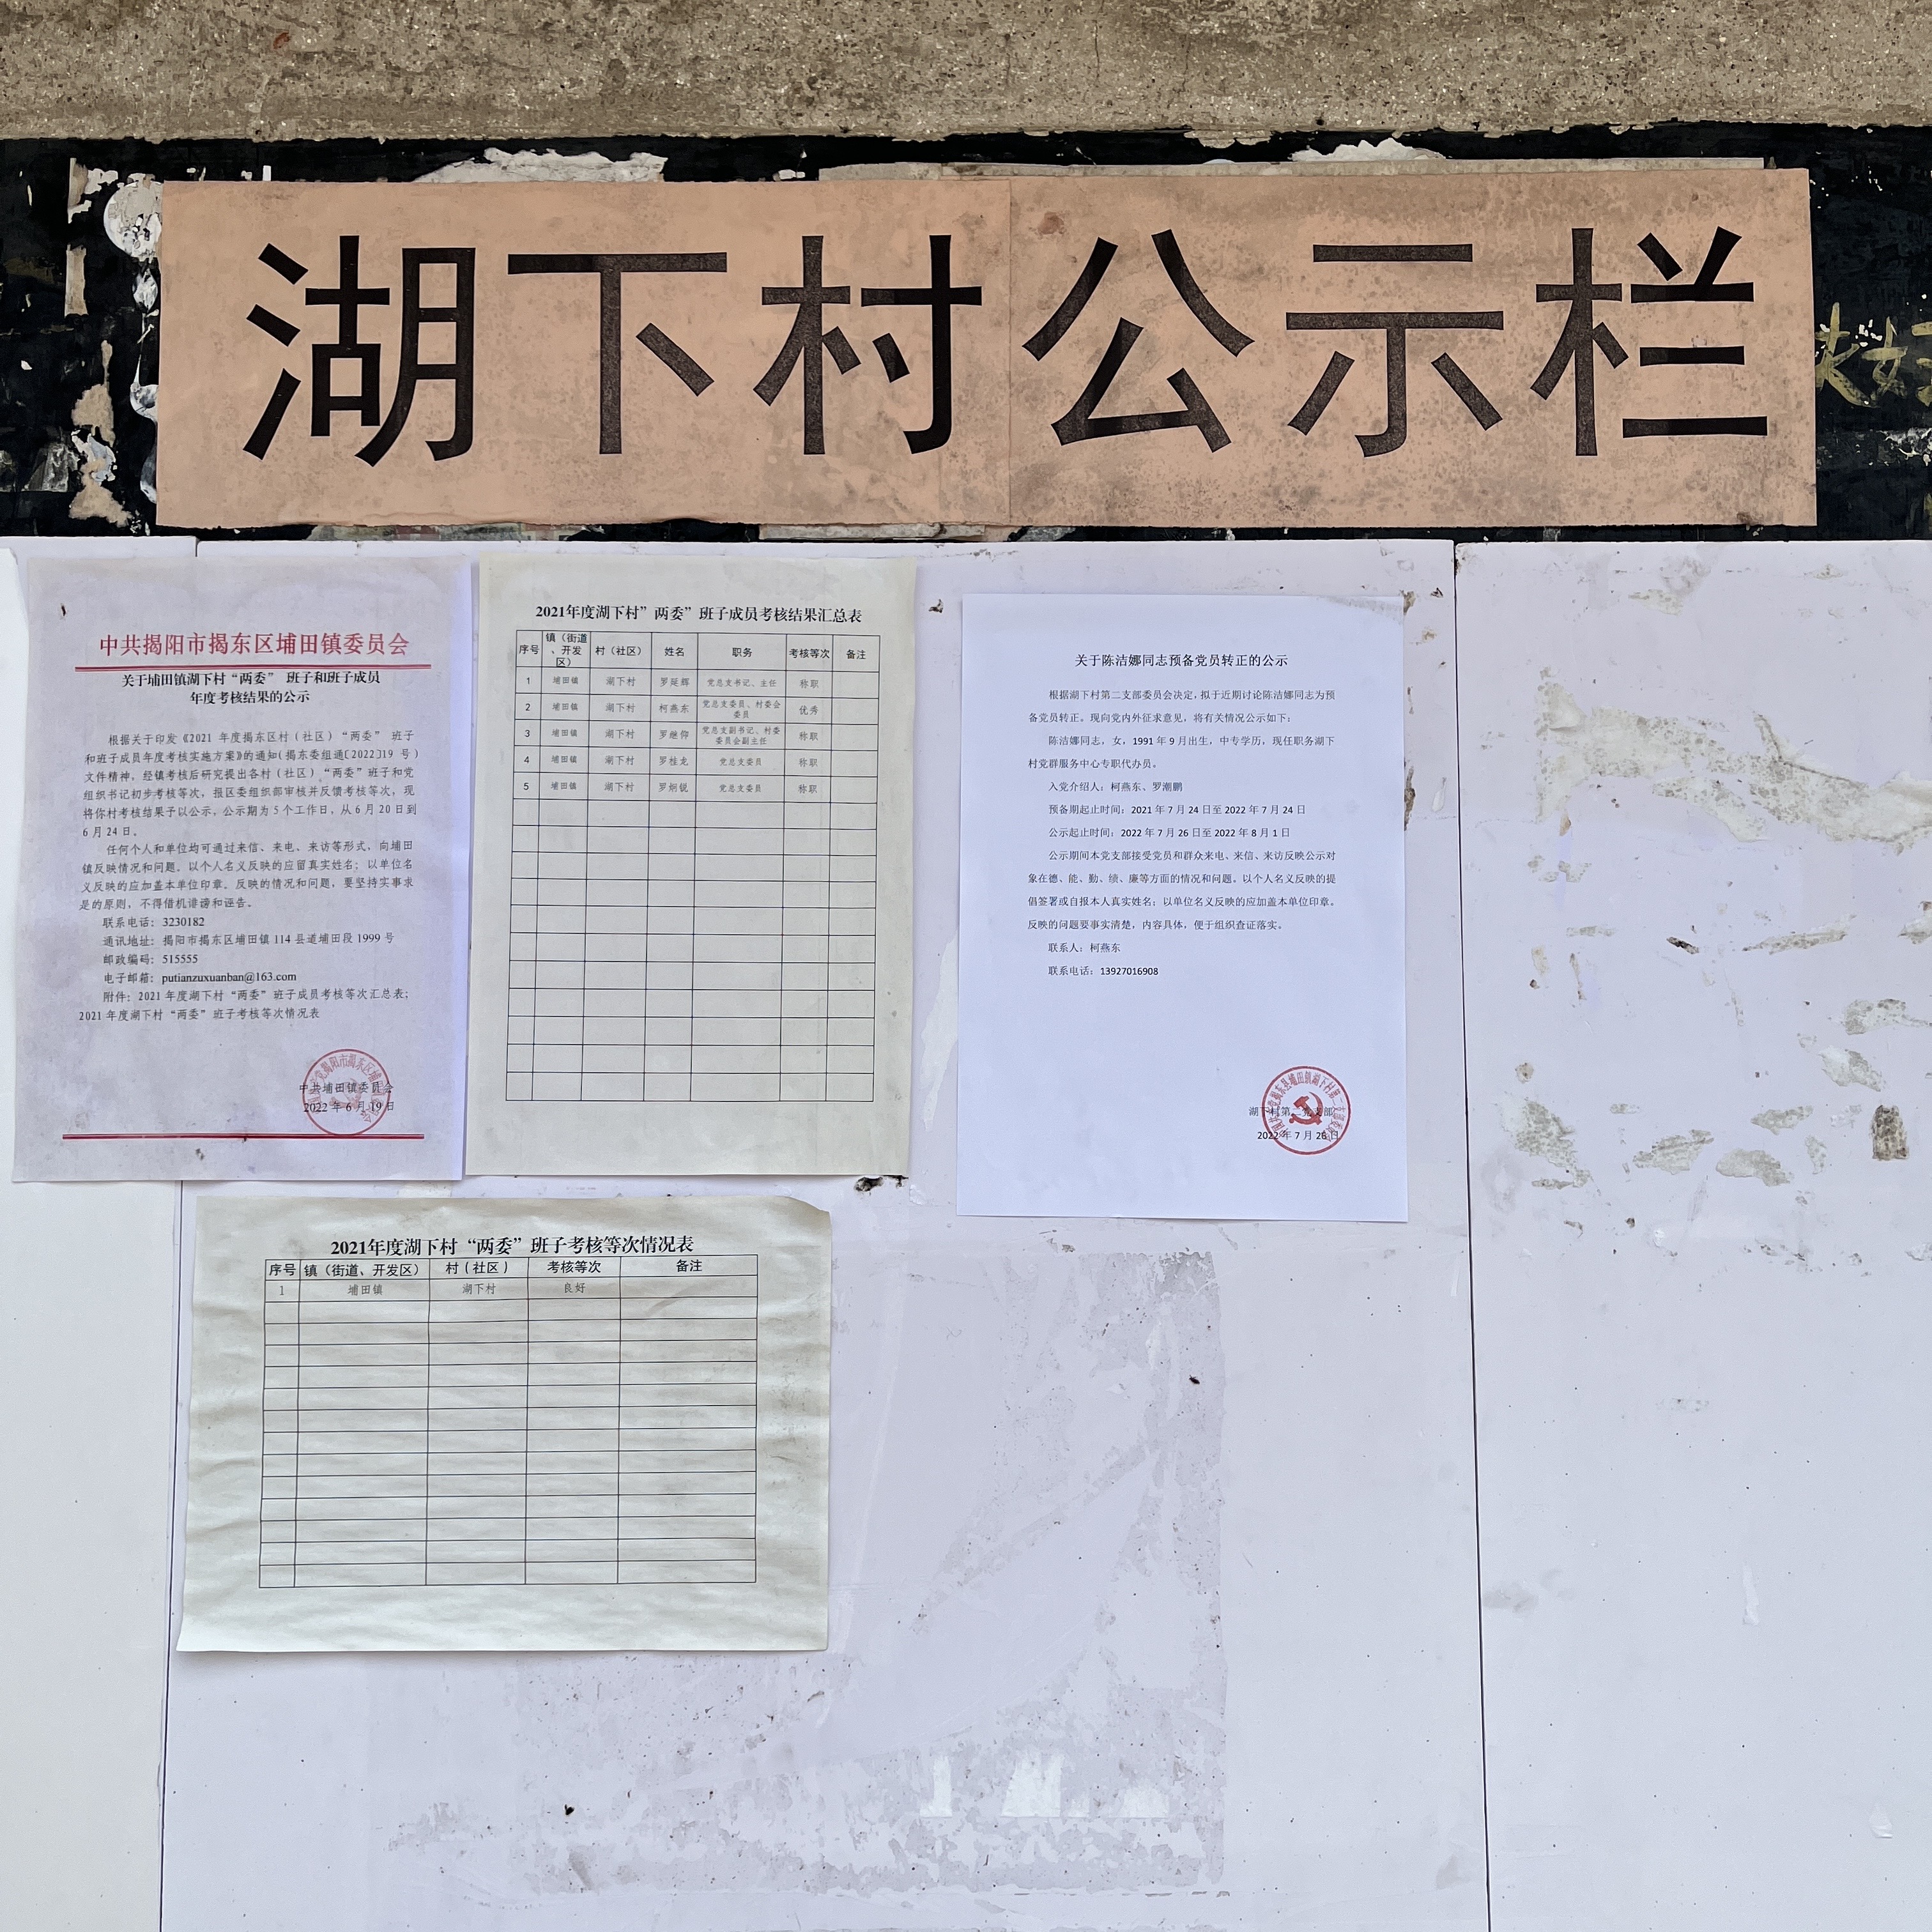 湖下村公示栏
中共揭阳市揭东区埔田镇委员会
关于埔田镇湖下村“两委” 班子和班子成员
年度考核结果的公示
根据关于印发《2021 年度揭东区村（社区）“两委” 班子
和班子成员年度考核实施方案》的通知（揭东委组通〔2022〕19 号）
文件精神，经镇考核后研究提出各村（社区）“两委”班子和党
组织书记初步考核等次，报区委组织部审核并反馈考核等次，现
将你村考核结果予以公示，公示期为 5 个工作日，从 6 月 20 日到
6 月 24 日。
任何个人和单位均可通过来信、来电、来访等形式，向埔田
镇反映情况和问题。以个人名义反映的应留真实姓名；以单位名
义反映的应加盖本单位印章。反映的情况和问题，要坚持实事求
是的原则，不得借机诽谤和诬告。
联系电话：3230182
通讯地址：揭阳市揭东区埔田镇 114 县道埔田段 1999 号
邮政编码：515555
电子邮箱：putianzuxuanban@163.com
附件：2021 年度湖下村“两委”班子成员考核等次汇总表；
2021 年度湖下村“两委”班子考核等次情况表
中共埔田镇委员会
2022 年 6 月 19 日
2021年度湖下村”两委”班子成员考核结果汇总表
序号 镇（街道、开发区） 村（社区） 姓名 职务 考核等次 备注
1 埔田镇 湖下村 罗延辉 党总支书记、主任 称职
2 埔田镇 湖下村 柯燕东 党总支委员、村委会委员 优秀
3 埔田镇 湖下村 罗继仰 党总支副书记、村委委员会副主任 称职
4 埔田镇 湖下村 罗桂龙 党总支委员 称职
5 埔田镇 湖下村 罗炯锐 党总支委员 称职
关于陈洁娜同志预备党员转正的公示
根据湖下村第二支部委员会决定，拟于近期讨论陈洁娜同志为预
备党员转正。现向党内外征求意见，将有关情况公示如下：
陈洁娜同志，女，1991 年 9 月出生，中专学历，现任职务湖下
村党群服务中心专职代办员。
入党介绍人：柯燕东、罗潮鹏
预备期起止时间：2021 年 7 月 24 日至 2022 年 7 月 24 日
公示起止时间：2022 年 7 月 26 日至 2022 年 8 月 1 日
公示期间本党支部接受党员和群众来电、来信、来访反映公示对
象在德、能、勤、绩、廉等方面的情况和问题。以个人名义反映的提
倡签署或自报本人真实姓名；以单位名义反映的应加盖本单位印章。
反映的问题要事实清楚，内容具体，便于组织查证落实。
联系人：柯燕东
联系电话：13927016908
湖下村第二党支部
2022 年 7 月 26 日
2021年度湖下村“两委”班子考核等次情况表
序号 镇（街道、开发区） 村（社区） 考核等次 备注
1 埔田镇 湖下村 良好